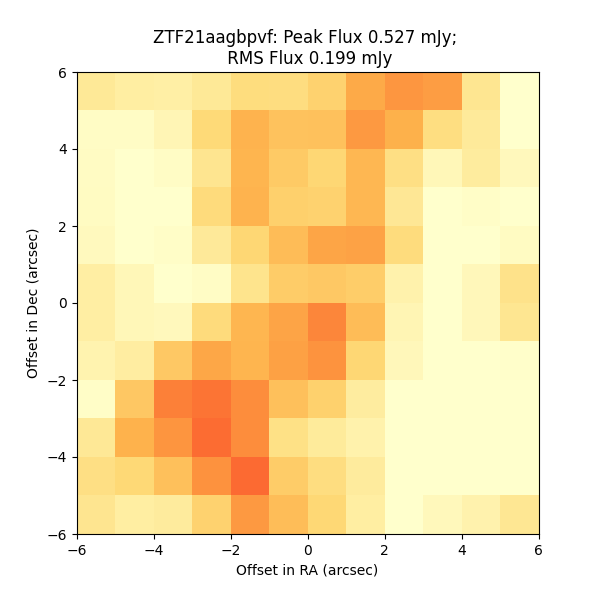 ZTF21aagbpvf: Peak Flux 0.527 mJy;
RMS Flux 0.199 mJy
6
4
2
0
−2
−4
−6
Offset in Dec (arcsec)
−6 −4 −2 0 2 4 6
Offset in RA (arcsec)